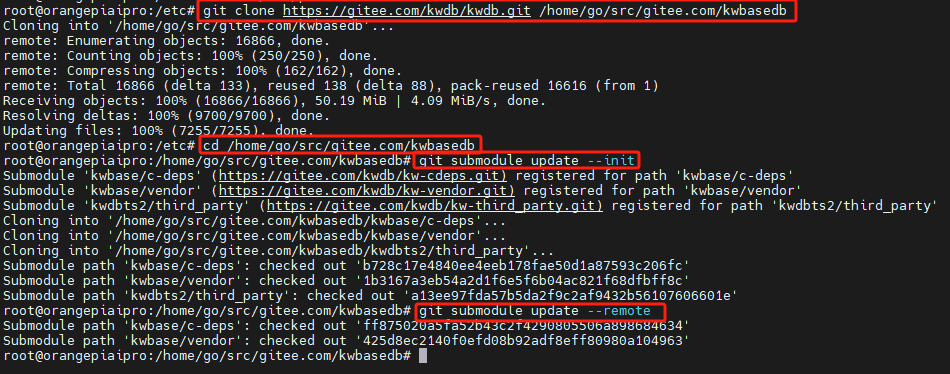 root@orangepiaipro:/etc# git clone https://gitee.com/kwdb/kwdb.git /home/go/src/gitee.com/kwbasedb
Cloning into '/home/go/src/gitee.com/kwbasedb'...
remote: Enumerating objects: 16866, done.
remote: Counting objects: 100% (250/250), done.
remote: Compressing objects: 100% (162/162), done.
remote: Total 16866 (delta 133), reused 138 (delta 88), pack-reused 16616 (from 1)
Receiving objects: 100% (16866/16866), 50.19 MiB | 4.09 MiB/s, done.
Resolving deltas: 100% (9700/9700), done.
Updating files: 100% (7255/7255), done.
root@orangepiaipro:/etc# cd /home/go/src/gitee.com/kwbasedb
root@orangepiaipro:/home/go/src/gitee.com/kwbasedb# git submodule update --init
Submodule 'kwbase/c-deps' (https://gitee.com/kwdb/kw-cdeps.git) registered for path 'kwbase/c-deps'
Submodule 'kwbase/vendor' (https://gitee.com/kwdb/kw-vendor.git) registered for path 'kwbase/vendor'
Submodule 'kwdbts2/third_party' (https://gitee.com/kwdb/kw-third_party.git) registered for path 'kwdbts2/third_party'
Cloning into '/home/go/src/gitee.com/kwbasedb/kwbase/c-deps'...
Cloning into '/home/go/src/gitee.com/kwbasedb/kwbase/vendor'...
Cloning into '/home/go/src/gitee.com/kwbasedb/kwdbts2/third_party'...
Submodule path 'kwbase/c-deps': checked out 'b728c17e4840ee4eeb178fae50d1a87593c206fc'
Submodule path 'kwbase/vendor': checked out '1b3167a3eb54a2d1f6e5f6b04ac821f68dfbff8c'
Submodule path 'kwdbts2/third_party': checked out 'a13ee97fda57b5da2f9c2af9432b56107606601e'
root@orangepiaipro:/home/go/src/gitee.com/kwbasedb# git submodule update --remote
Submodule path 'kwbase/c-deps': checked out 'ff875020a5fa52b43c2f4290805506a898684634'
Submodule path 'kwbase/vendor': checked out '425d8ec2140f0efd08b92adf8eff80980a104963'
root@orangepiaipro:/home/go/src/gitee.com/kwbasedb#